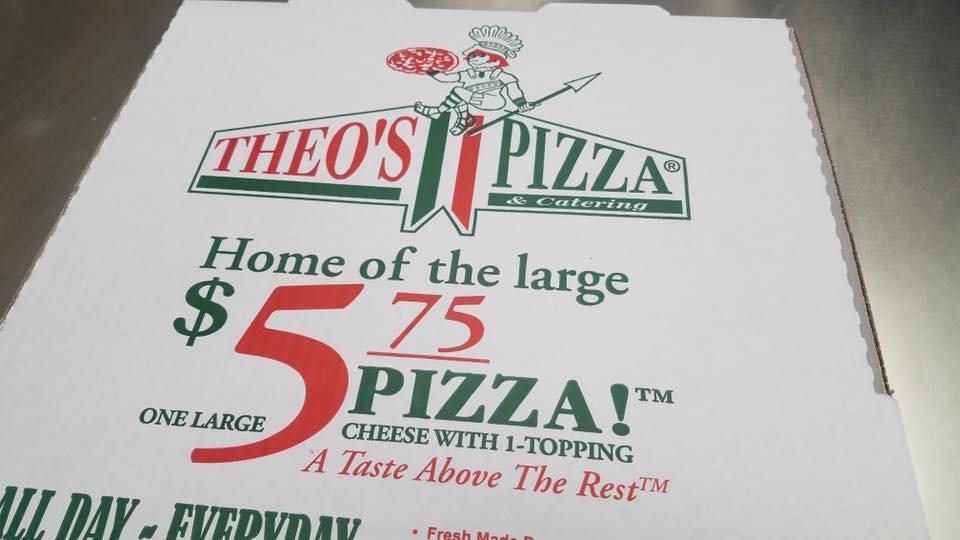 THEO'S PIZZA®
& Catering
Home of the large
$5 75
PIZZA!™
ONE LARGE
CHEESE WITH 1-TOPPING
A Taste Above The Rest™
ALL DAY ~ EVERYDAY
• Fresh Made